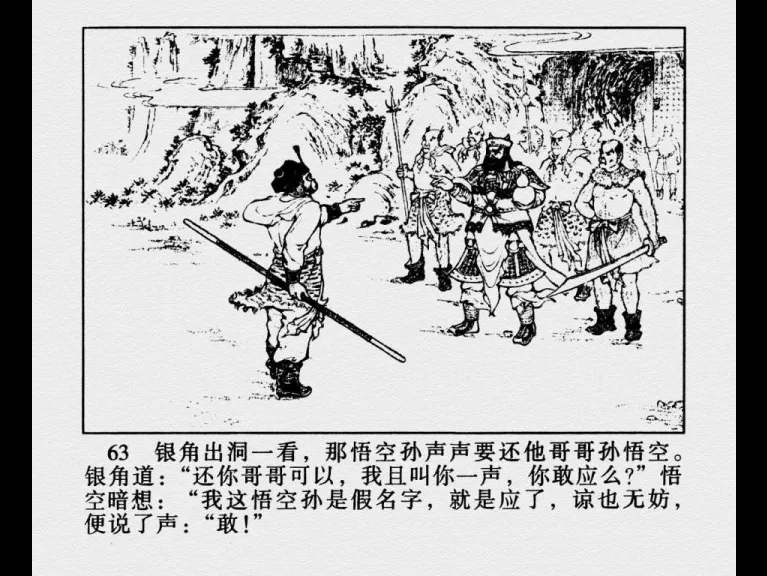 63 银角出洞一看，那悟空孙声声要还他哥哥孙悟空。
银角道：“还你哥哥可以，我且叫你一声，你敢应么？”悟
空暗想：“我这悟空孙是假名字，就是应了，谅也无妨，
便说了声：“敢！”